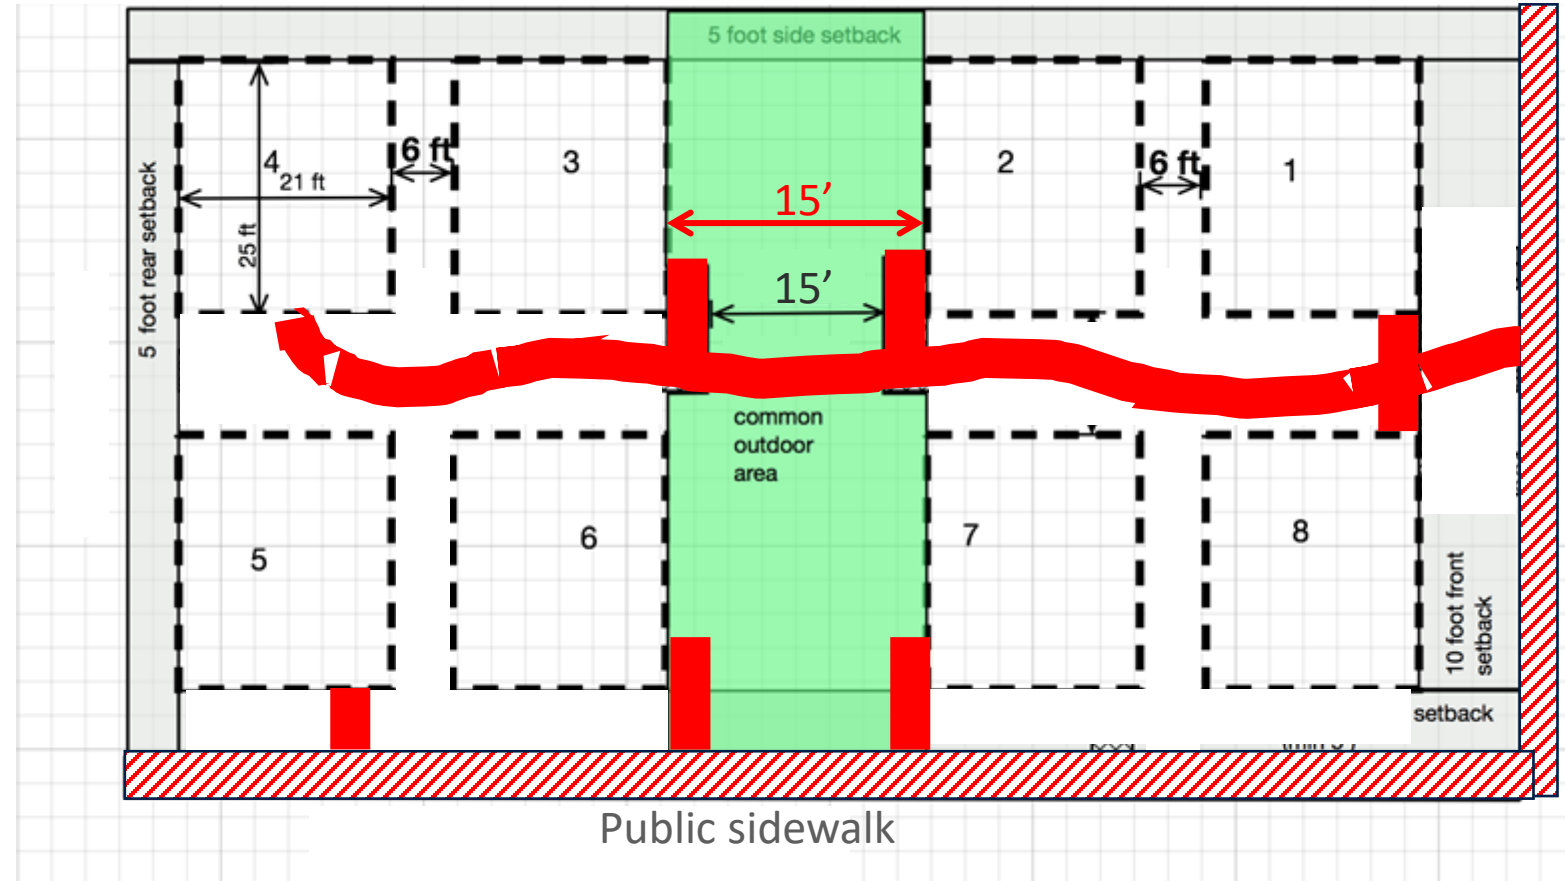 5 foot side setback
5 foot rear setback
4
21 ft
25 ft
6 ft
3
15’
15’
2
6 ft
1
common
outdoor
area
5
6
7
8
10 foot front
setback
setback
Public sidewalk